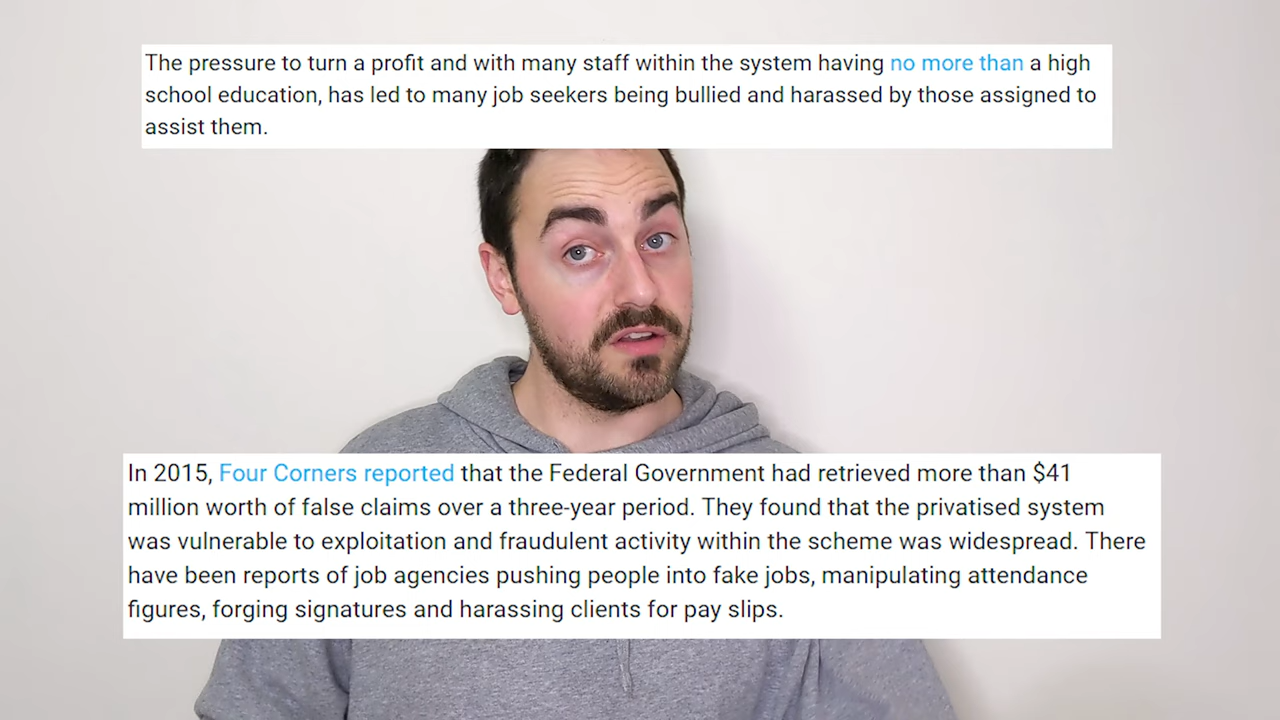 The pressure to turn a profit and with many staff within the system having no more than a high
school education, has led to many job seekers being bullied and harassed by those assigned to
assist them.
In 2015, Four Corners reported that the Federal Government had retrieved more than $41
million worth of false claims over a three-year period. They found that the privatised system
was vulnerable to exploitation and fraudulent activity within the scheme was widespread. There
have been reports of job agencies pushing people into fake jobs, manipulating attendance
figures, forging signatures and harassing clients for pay slips.